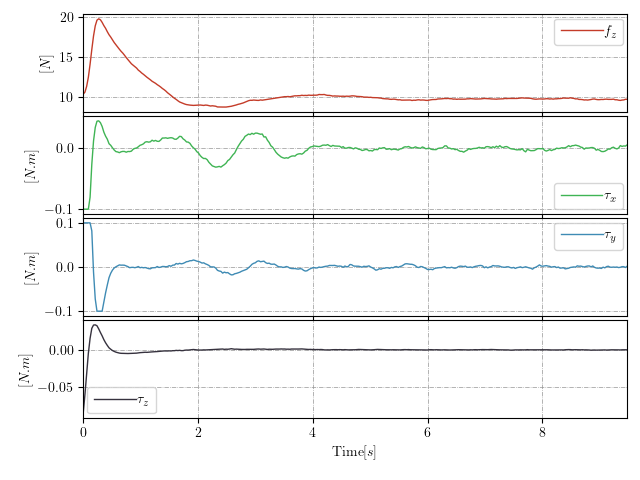 20
15
10
[N]
f_z
0.0
−0.1
[N.m]
τ_x
0.1
0.0
−0.1
[N.m]
τ_y
0.00
−0.05
[N.m]
τ_z
0 2 4 6 8
Time[s]